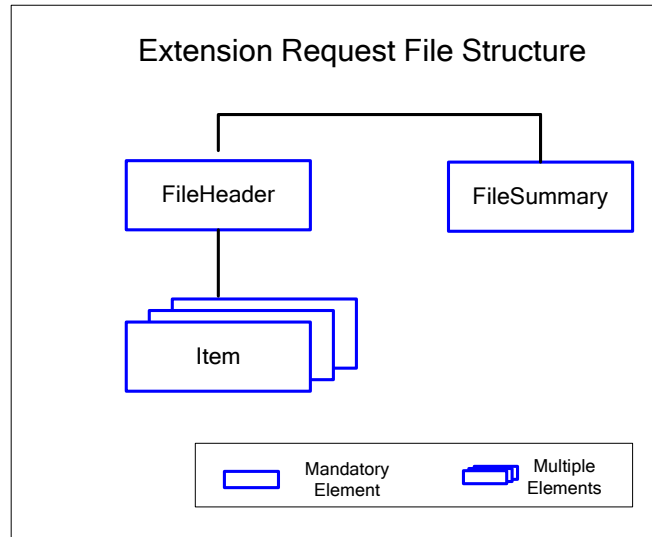 Extension Request File Structure
FileHeader
FileSummary
Item
Mandatory
Element
Multiple
Elements